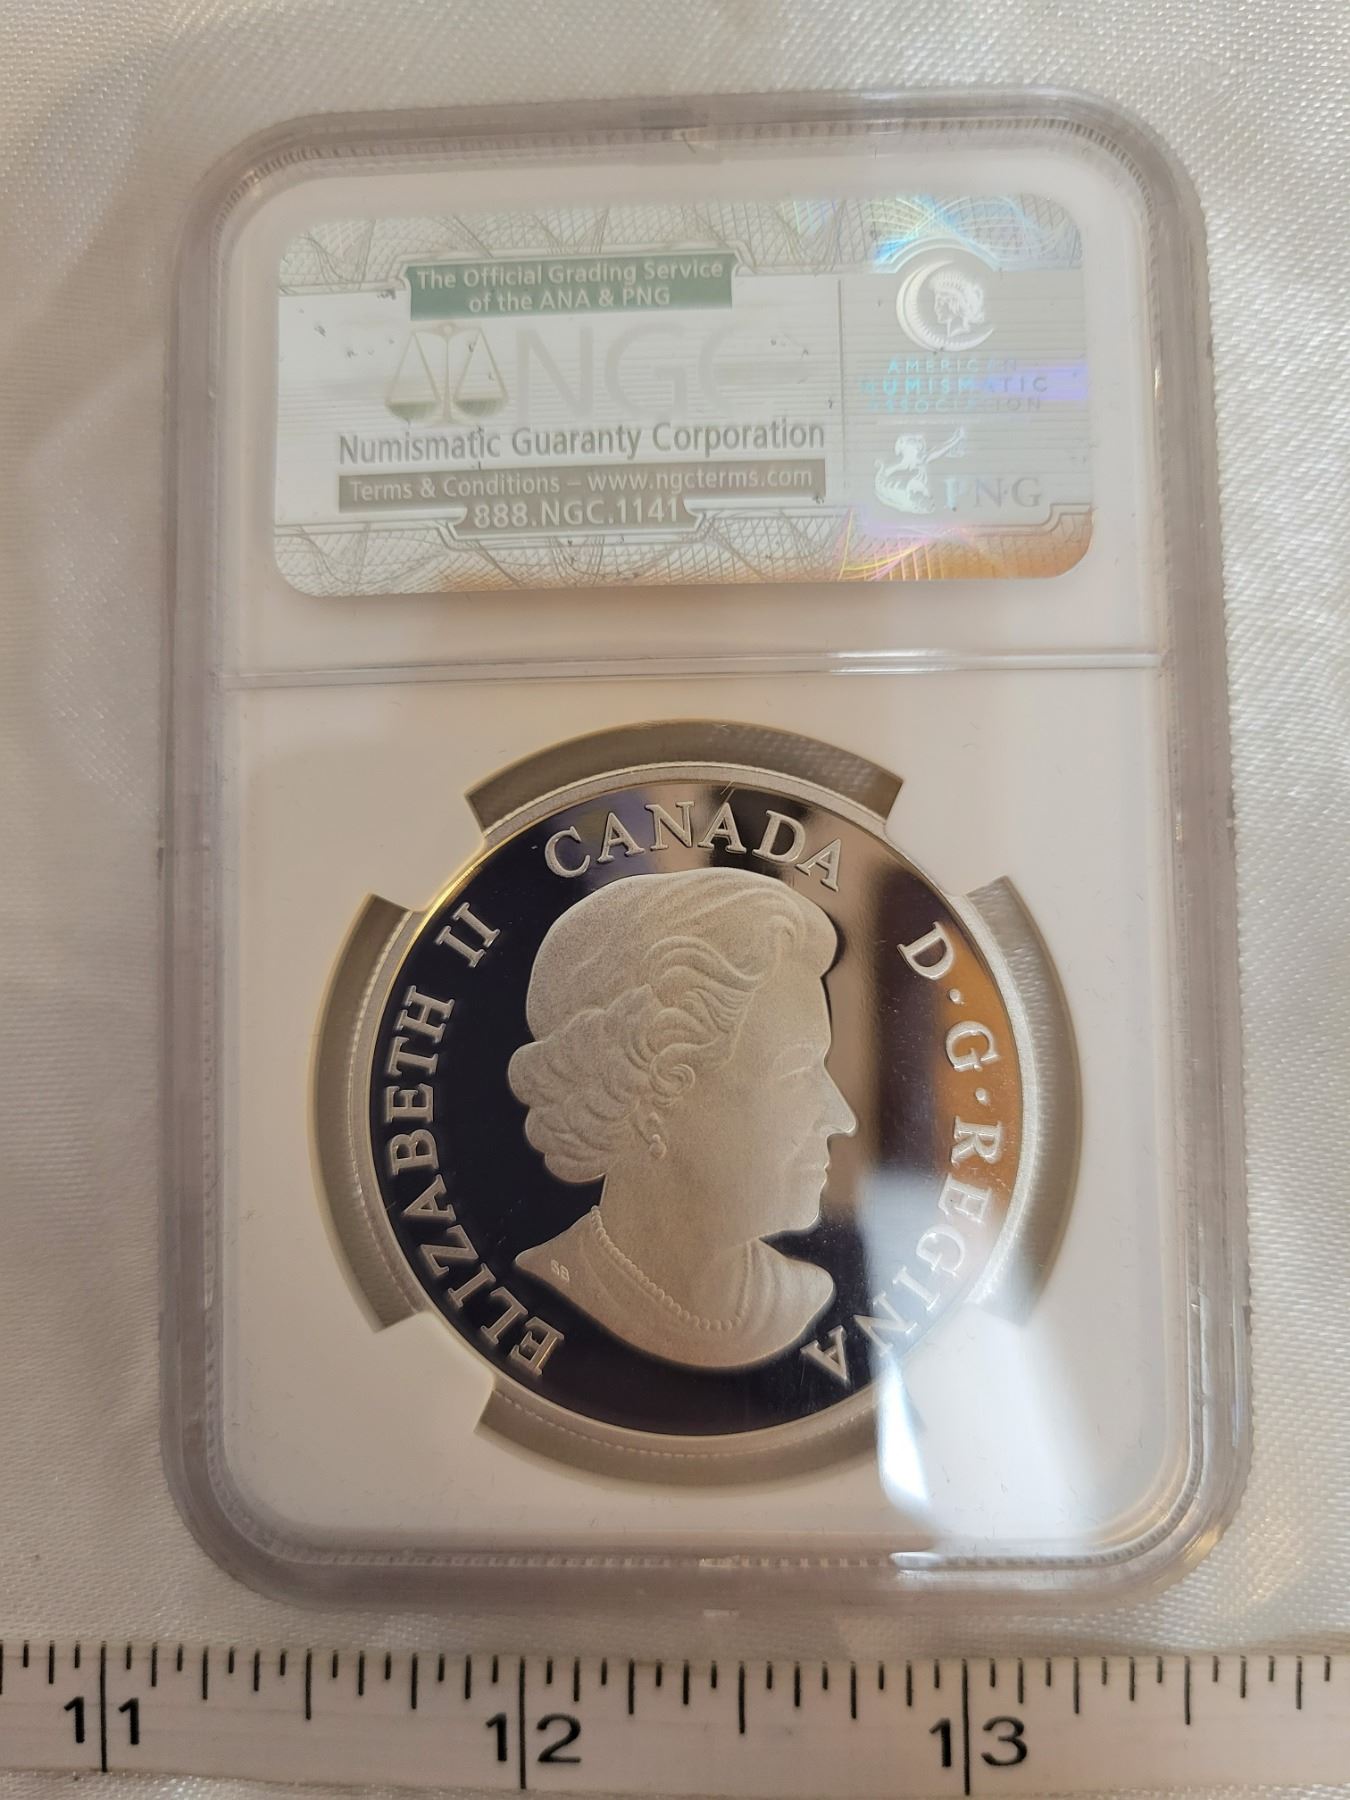 The Official Grading Service
of the ANA & PNG
NGC
Numismatic Guaranty Corporation
Terms & Conditions – www.ngcterms.com
888.NGC.1141
AMERICAN
NUMISMATIC
ASSOCIATION
PNG
ELIZABETH II CANADA D·G·REGINA
SB
11 12 13